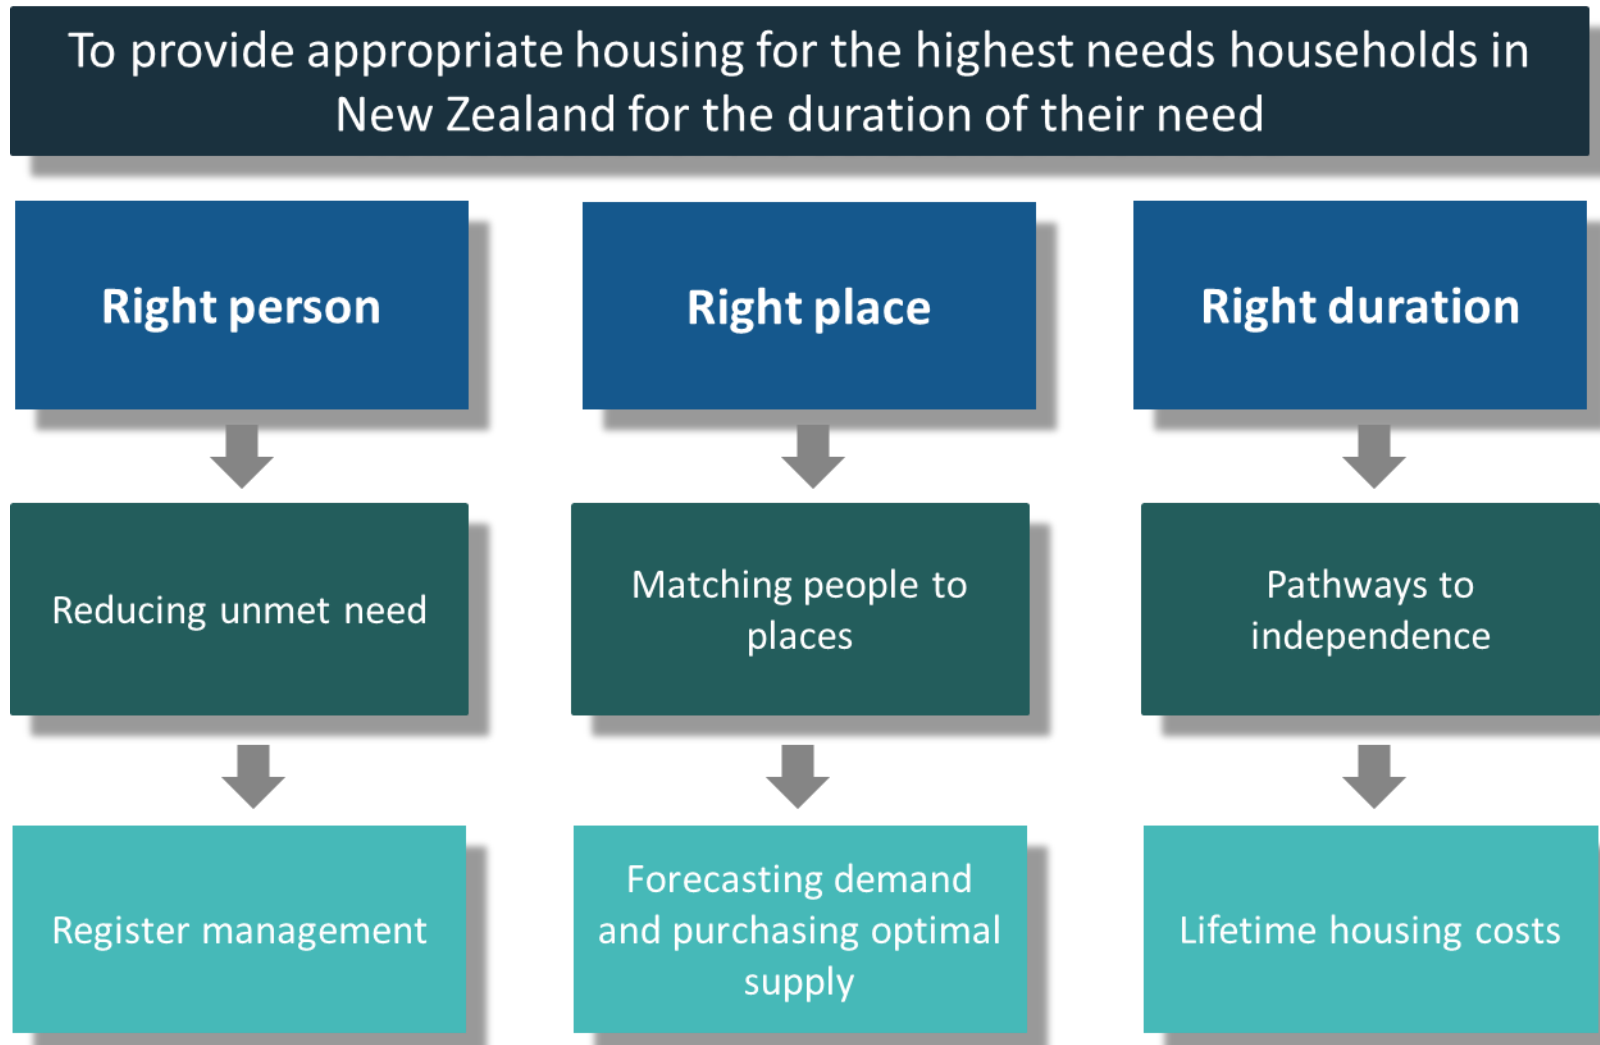 To provide appropriate housing for the highest needs households in
New Zealand for the duration of their need
Right person
Right place
Right duration
Reducing unmet need
Matching people to
places
Pathways to
independence
Register management
Forecasting demand
and purchasing optimal
supply
Lifetime housing costs